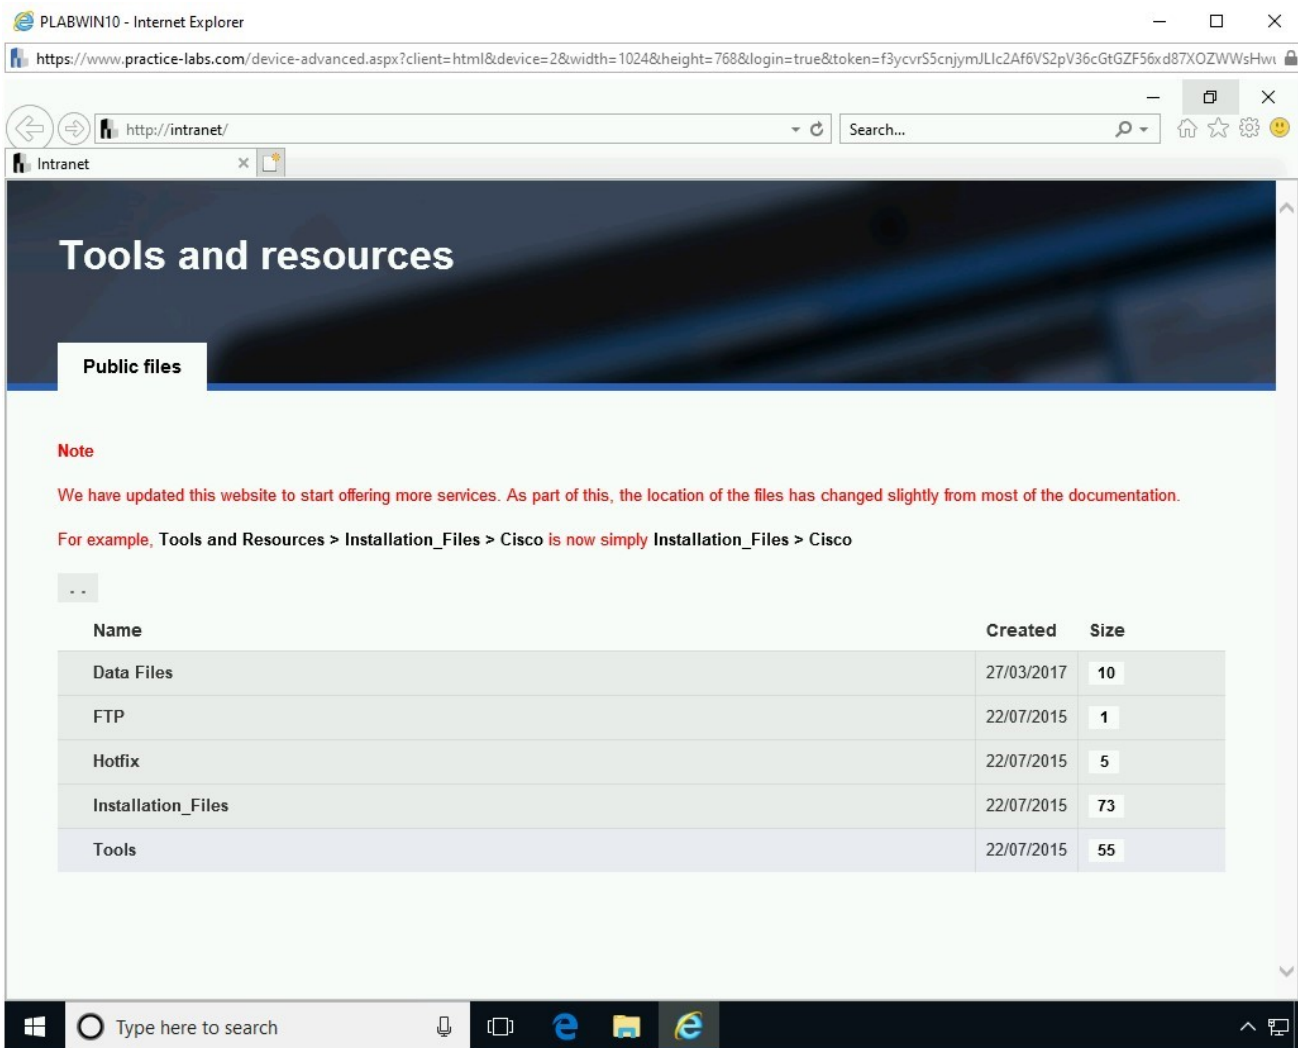 PLABWIN10 - Internet Explorer
https://www.practice-labs.com/device-advanced.aspx?client=html&device=2&width=1024&height=768&login=true&token=f3ycvrS5cnjymJLIc2Af6VS2pV36cGtGZF56xd87XOZWWsHwu
http://intranet/
Search...
Intranet
Tools and resources
Public files
Note
We have updated this website to start offering more services. As part of this, the location of the files has changed slightly from most of the documentation.
For example, Tools and Resources > Installation_Files > Cisco is now simply Installation_Files > Cisco
. .
Name Created Size
Data Files 27/03/2017 10
FTP 22/07/2015 1
Hotfix 22/07/2015 5
Installation_Files 22/07/2015 73
Tools 22/07/2015 55
Type here to search